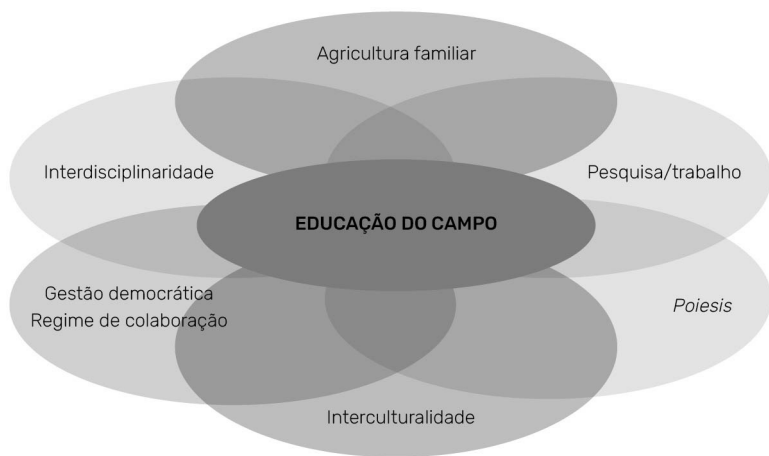 Agricultura familiar
Interdisciplinaridade
Pesquisa/trabalho
EDUCAÇÃO DO CAMPO
Gestão democrática
Regime de colaboração
Poiesis
Interculturalidade